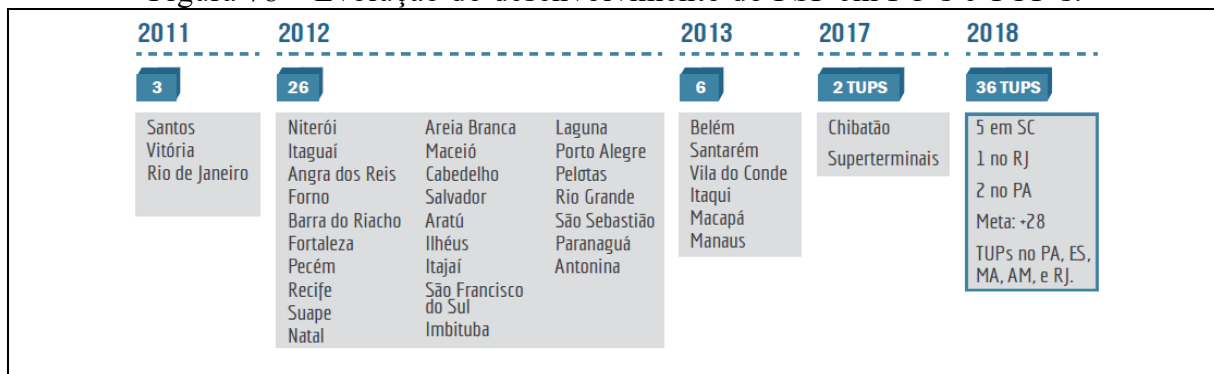 2011
3
Santos
Vitória
Rio de Janeiro
2012
26
Niterói
Itaguaí
Angra dos Reis
Forno
Barra do Riacho
Fortaleza
Pecém
Recife
Suape
Natal
Areia Branca
Maceió
Cabedelho
Salvador
Aratú
Ilhéus
Itajaí
São Francisco
do Sul
Imbituba
Laguna
Porto Alegre
Pelotas
Rio Grande
São Sebastião
Paranaguá
Antonina
2013
6
Belém
Santarém
Vila do Conde
Itaqui
Macapá
Manaus
2017
2 TUPS
Chibatão
Superterminais
2018
36 TUPS
5 em SC
1 no RJ
2 no PA
Meta: +28
TUPs no PA, ES,
MA, AM, e RJ.